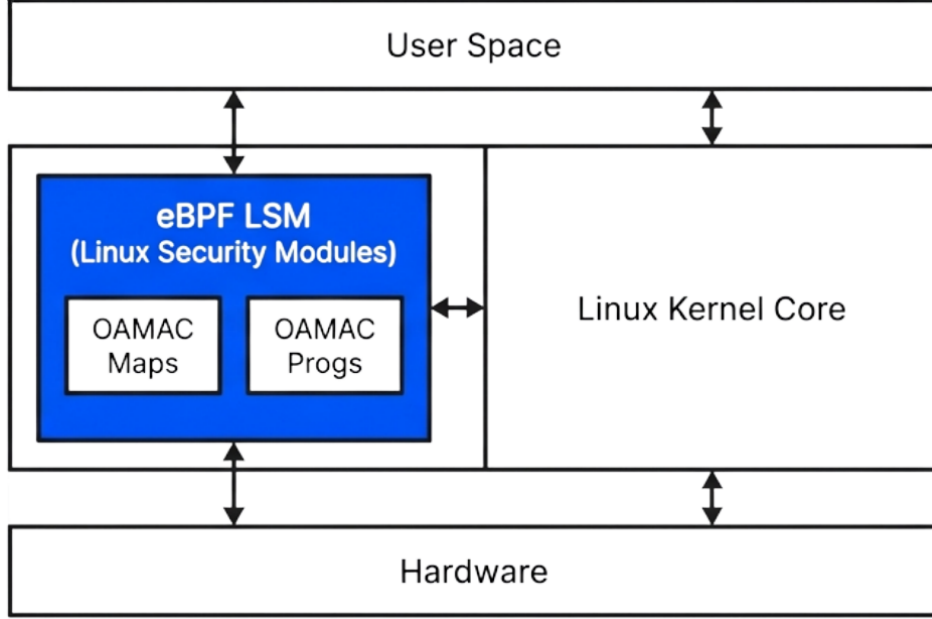 User Space
eBPF LSM
(Linux Security Modules)
OAMAC
Maps
OAMAC
Progs
Linux Kernel Core
Hardware